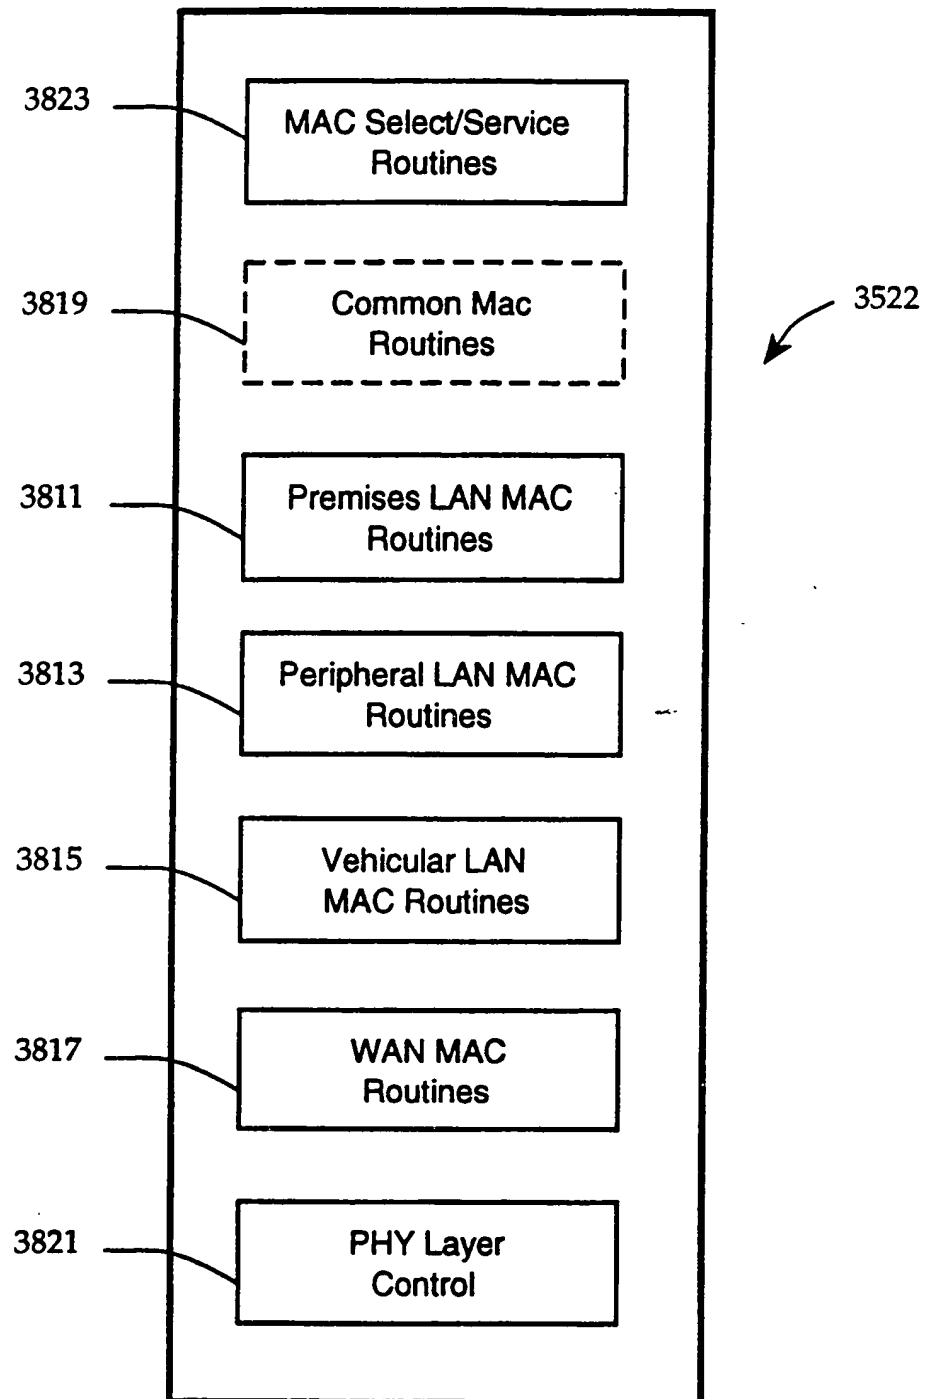 3823
MAC Select/Service
Routines
3819
Common Mac
Routines
3522
3811
Premises LAN MAC
Routines
3813
Peripheral LAN MAC
Routines
3815
Vehicular LAN
MAC Routines
3817
WAN MAC
Routines
3821
PHY Layer
Control